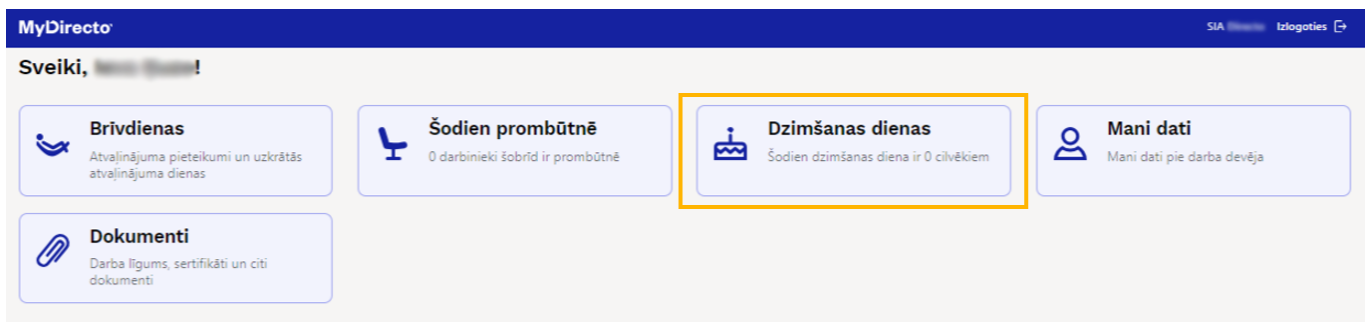 MyDirecto
SIA Izlogoties
Sveiki, !
Brīvdienas
Atvaļinājuma pieteikumi un uzkrātās
atvaļinājuma dienas
Šodien prombūtnē
0 darbinieki šobrīd ir prombūtnē
Dzimšanas dienas
Šodien dzimšanas diena ir 0 cilvēkiem
Mani dati
Mani dati pie darba devēja
Dokumenti
Darba līgums, sertifikāti un citi
dokumenti